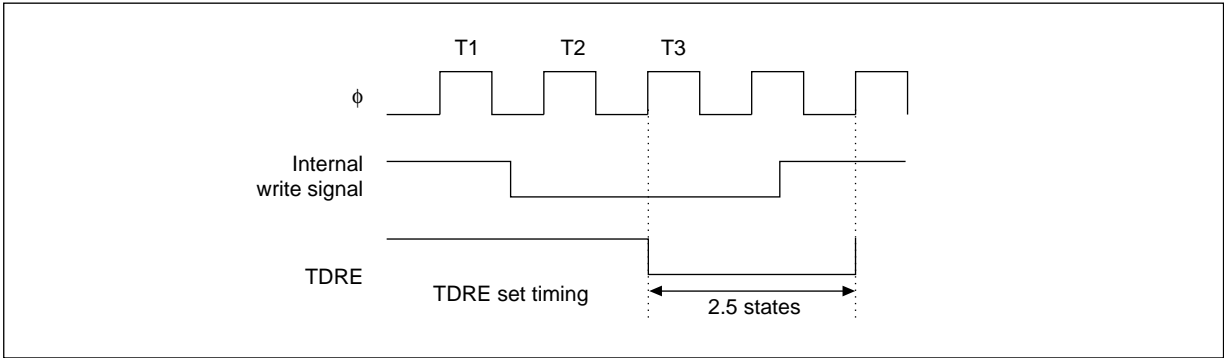 T1 T2 T3
ϕ
Internal
write signal
TDRE
TDRE set timing
2.5 states